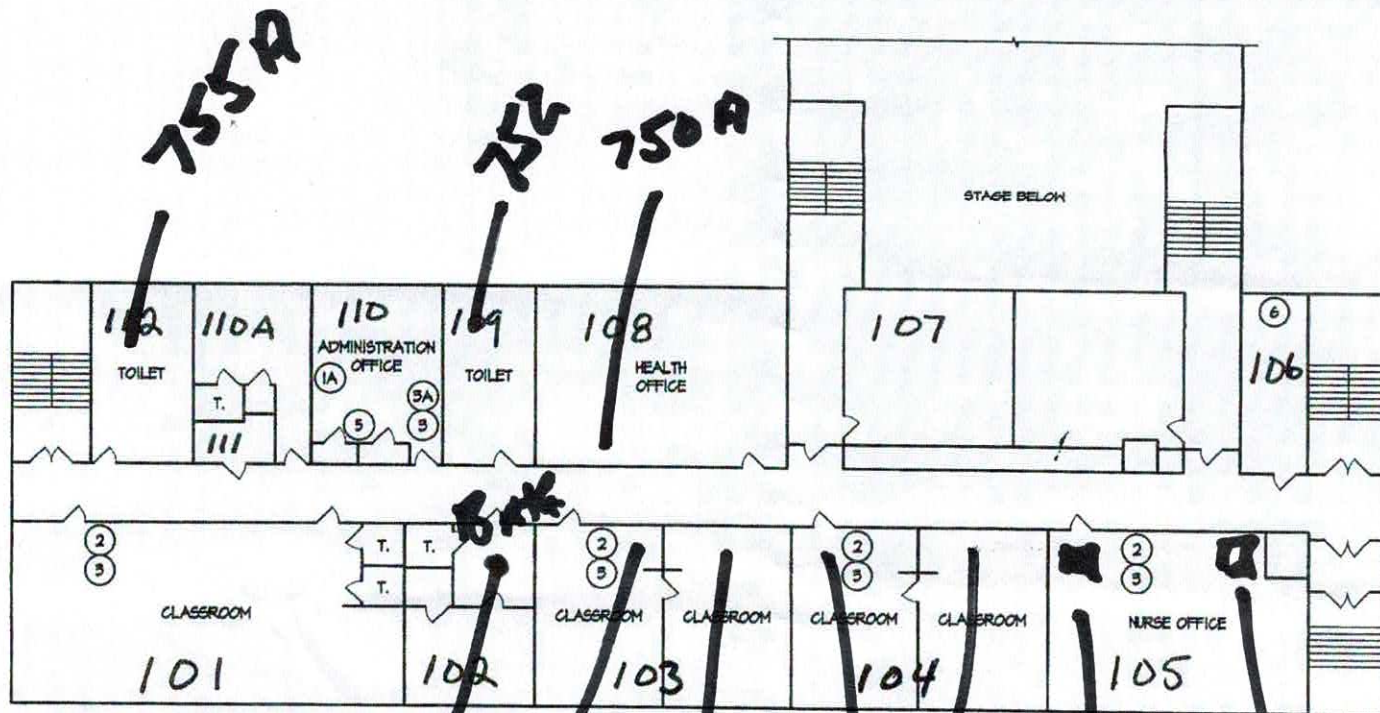 755A
752
750A
STAGE BELOW
112
TOILET
110A
T.
111
110
ADMINISTRATION
OFFICE
1A
3A
3
5
109
TOILET
108
HEALTH
OFFICE
107
6
106
2
3
CLASSROOM
101
T.
T.
T.
102
2
3
CLASSROOM
103
CLASSROOM
2
3
CLASSROOM
104
CLASSROOM
2
3
NURSE OFFICE
105